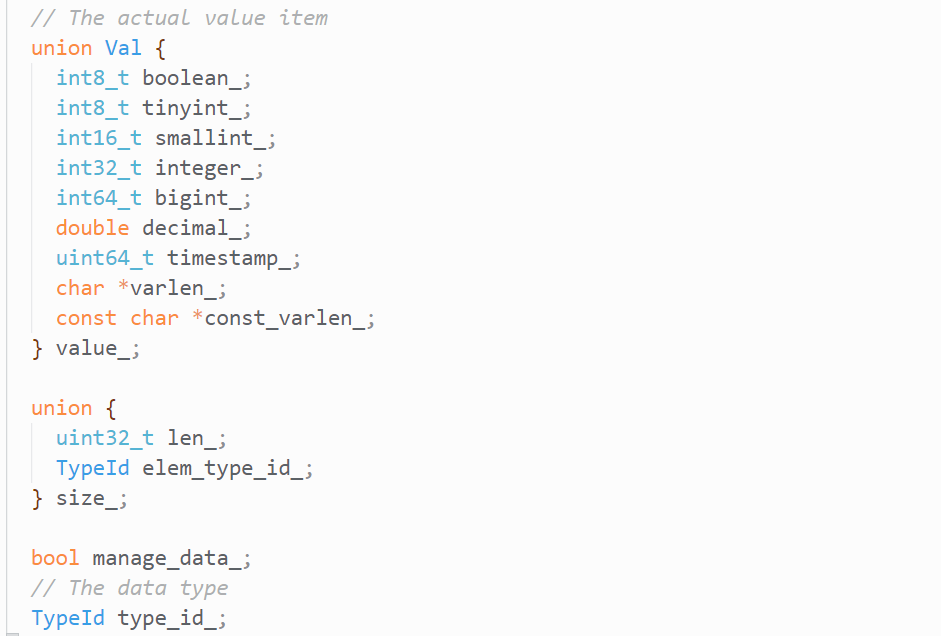 // The actual value item
union Val {
  int8_t boolean_;
  int8_t tinyint_;
  int16_t smallint_;
  int32_t integer_;
  int64_t bigint_;
  double decimal_;
  uint64_t timestamp_;
  char *varlen_;
  const char *const_varlen_;
} value_;

union {
  uint32_t len_;
  TypeId elem_type_id_;
} size_;

bool manage_data_;
// The data type
TypeId type_id_;